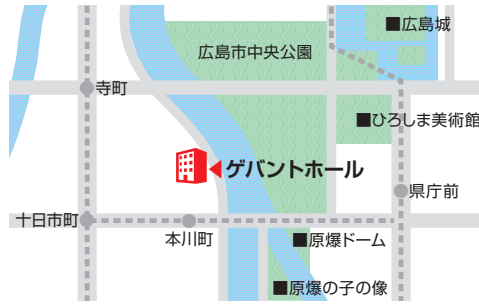 ■広島城
広島市中央公園
寺町
■ひろしま美術館
ゲバントホール
県庁前
十日市町
本川町
■原爆ドーム
■原爆の子の像